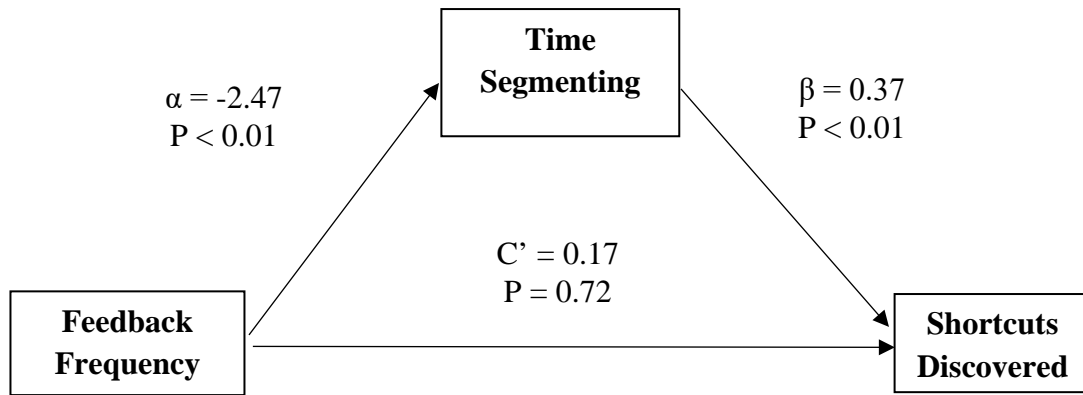 Time
Segmenting
α = -2.47
P < 0.01
β = 0.37
P < 0.01
C’ = 0.17
P = 0.72
Feedback
Frequency
Shortcuts
Discovered